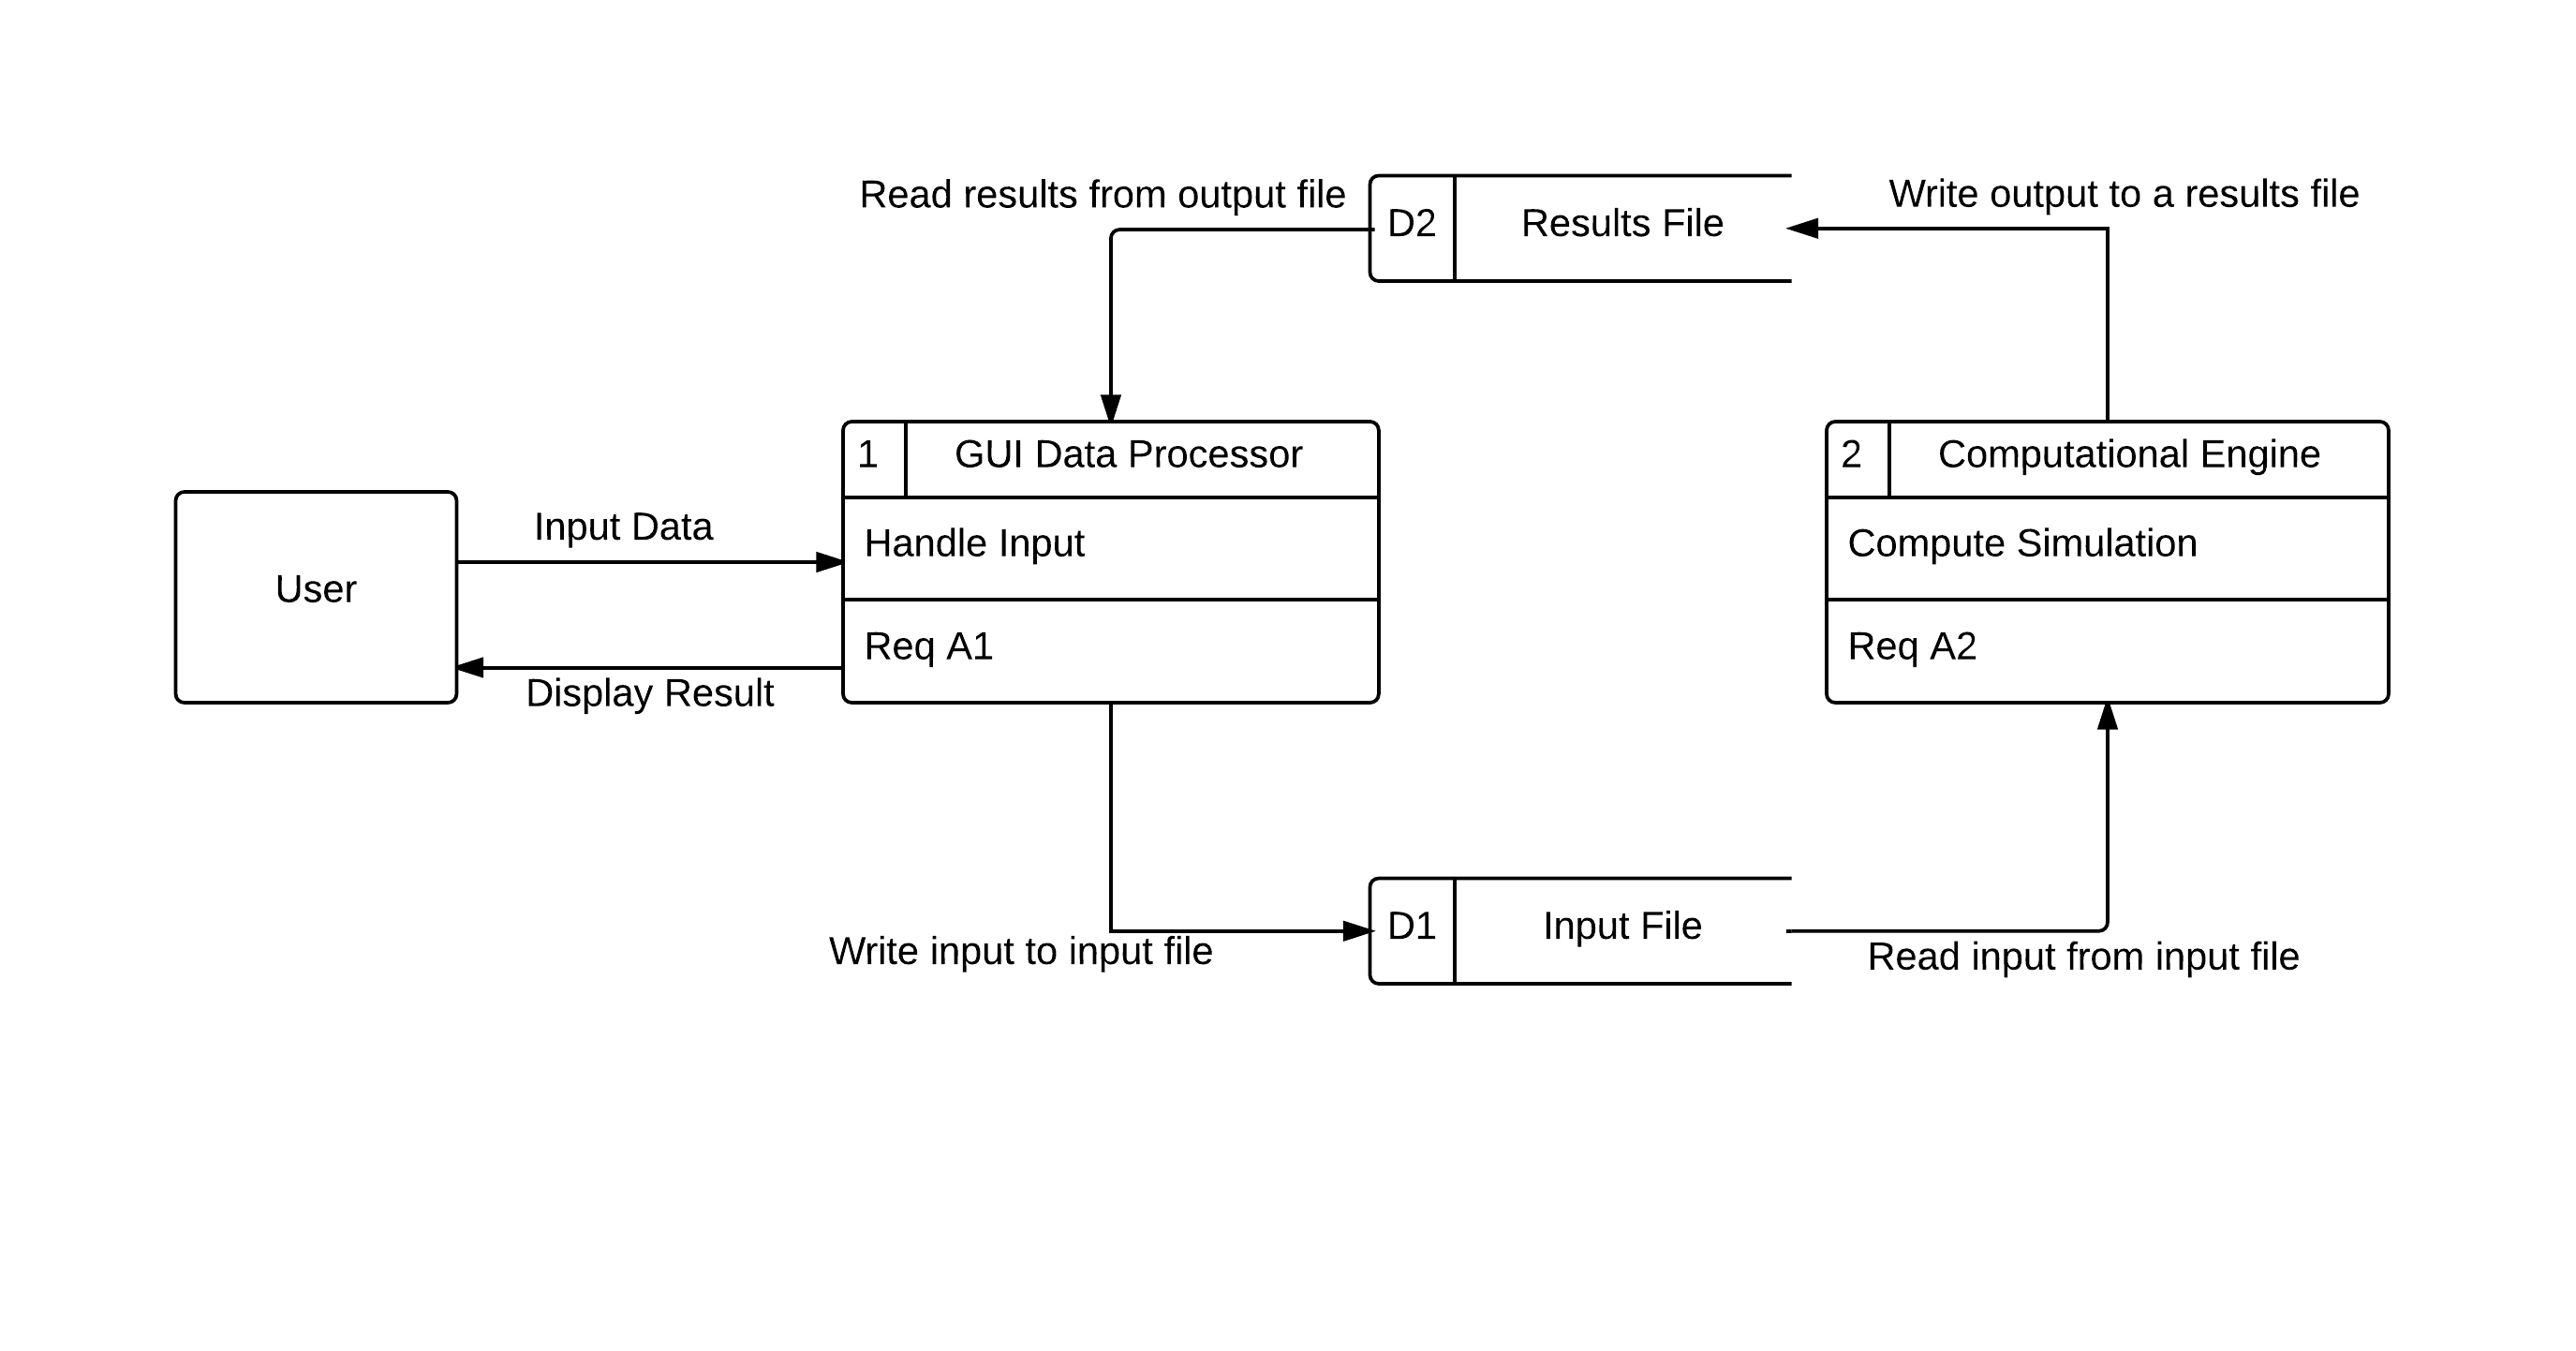 Read results from output file
D2
Results File
Write output to a results file
1
GUI Data Processor
Handle Input
Req A1
2
Computational Engine
Compute Simulation
Req A2
User
Input Data
Display Result
Write input to input file
D1
Input File
Read input from input file